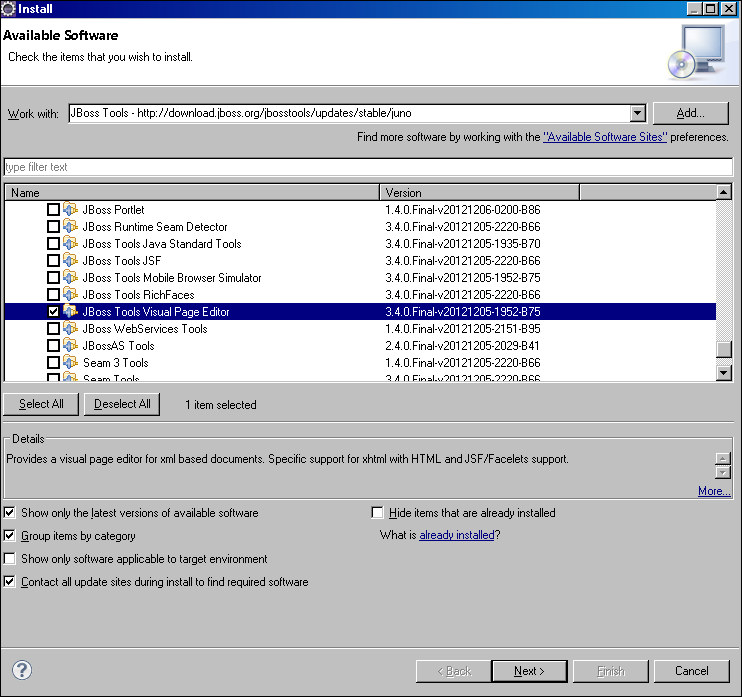 Install
Available Software
Check the items that you wish to install.
Work with: JBoss Tools - http://download.jboss.org/jbosstools/updates/stable/juno Add...
Find more software by working with the "Available Software Sites" preferences.
type filter text
Name Version
JBoss Portlet 1.4.0.Final-v20121206-0200-B86
JBoss Runtime Seam Detector 3.4.0.Final-v20121205-2220-B66
JBoss Tools Java Standard Tools 3.4.0.Final-v20121205-1935-B70
JBoss Tools JSF 3.4.0.Final-v20121205-2220-B66
JBoss Tools Mobile Browser Simulator 3.4.0.Final-v20121205-1952-B75
JBoss Tools RichFaces 3.4.0.Final-v20121205-2220-B66
JBoss Tools Visual Page Editor 3.4.0.Final-v20121205-1952-B75
JBoss WebServices Tools 1.4.0.Final-v20121205-2151-B95
JBossAS Tools 2.4.0.Final-v20121205-2029-B41
Seam 3 Tools 1.4.0.Final-v20121205-2220-B66
Seam Tools 3.4.0.Final-v20121205-2220-B66
Select All Deselect All 1 item selected
Details
Provides a visual page editor for xml based documents. Specific support for xhtml with HTML and JSF/Facelets support.
More...
Show only the latest versions of available software Hide items that are already installed
Group items by category What is already installed?
Show only software applicable to target environment
Contact all update sites during install to find required software
? < Back Next > Finish Cancel